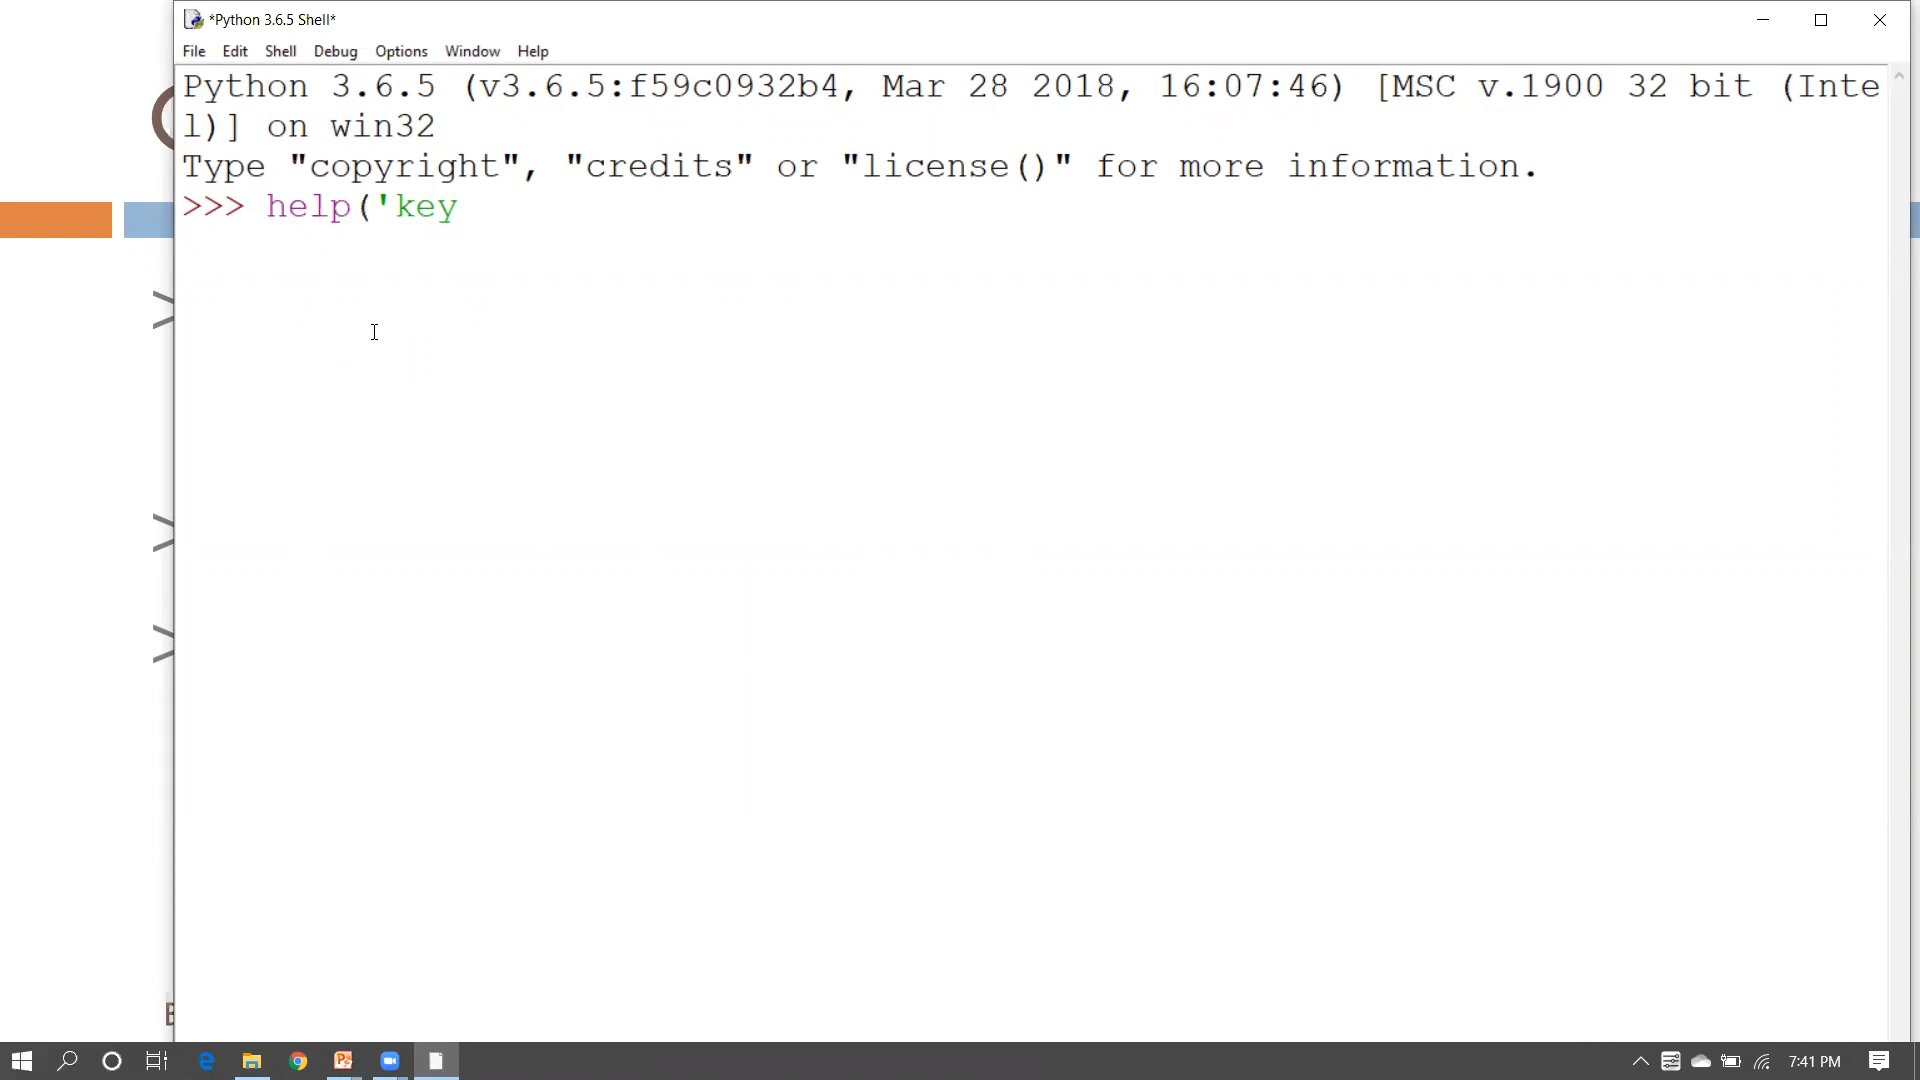 *Python 3.6.5 Shell*
File Edit Shell Debug Options Window Help
Python 3.6.5 (v3.6.5:f59c0932b4, Mar 28 2018, 16:07:46) [MSC v.1900 32 bit (Inte
l)] on win32
Type "copyright", "credits" or "license()" for more information.
>>> help('key
7:41 PM